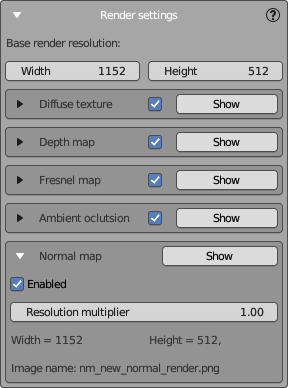 Render settings ?
Base render resolution:
Width 1152 Height 512
Diffuse texture Show
Depth map Show
Fresnel map Show
Ambient oclutsion Show
Normal map Show
Enabled
Resolution multiplier 1.00
Width = 1152 Height = 512,
Image name: nm_new_normal_render.png